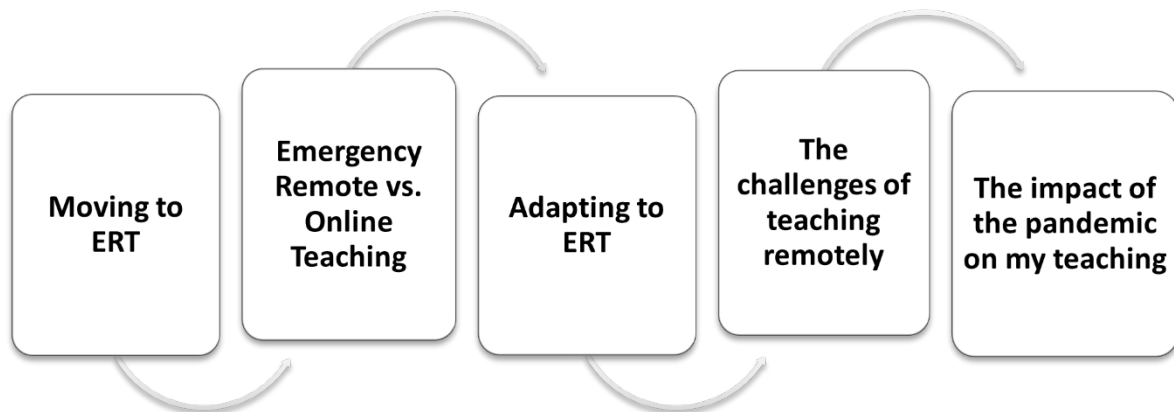 Moving to
ERT
Emergency
Remote vs.
Online
Teaching
Adapting to
ERT
The
challenges of
teaching
remotely
The impact of
the pandemic
on my teaching